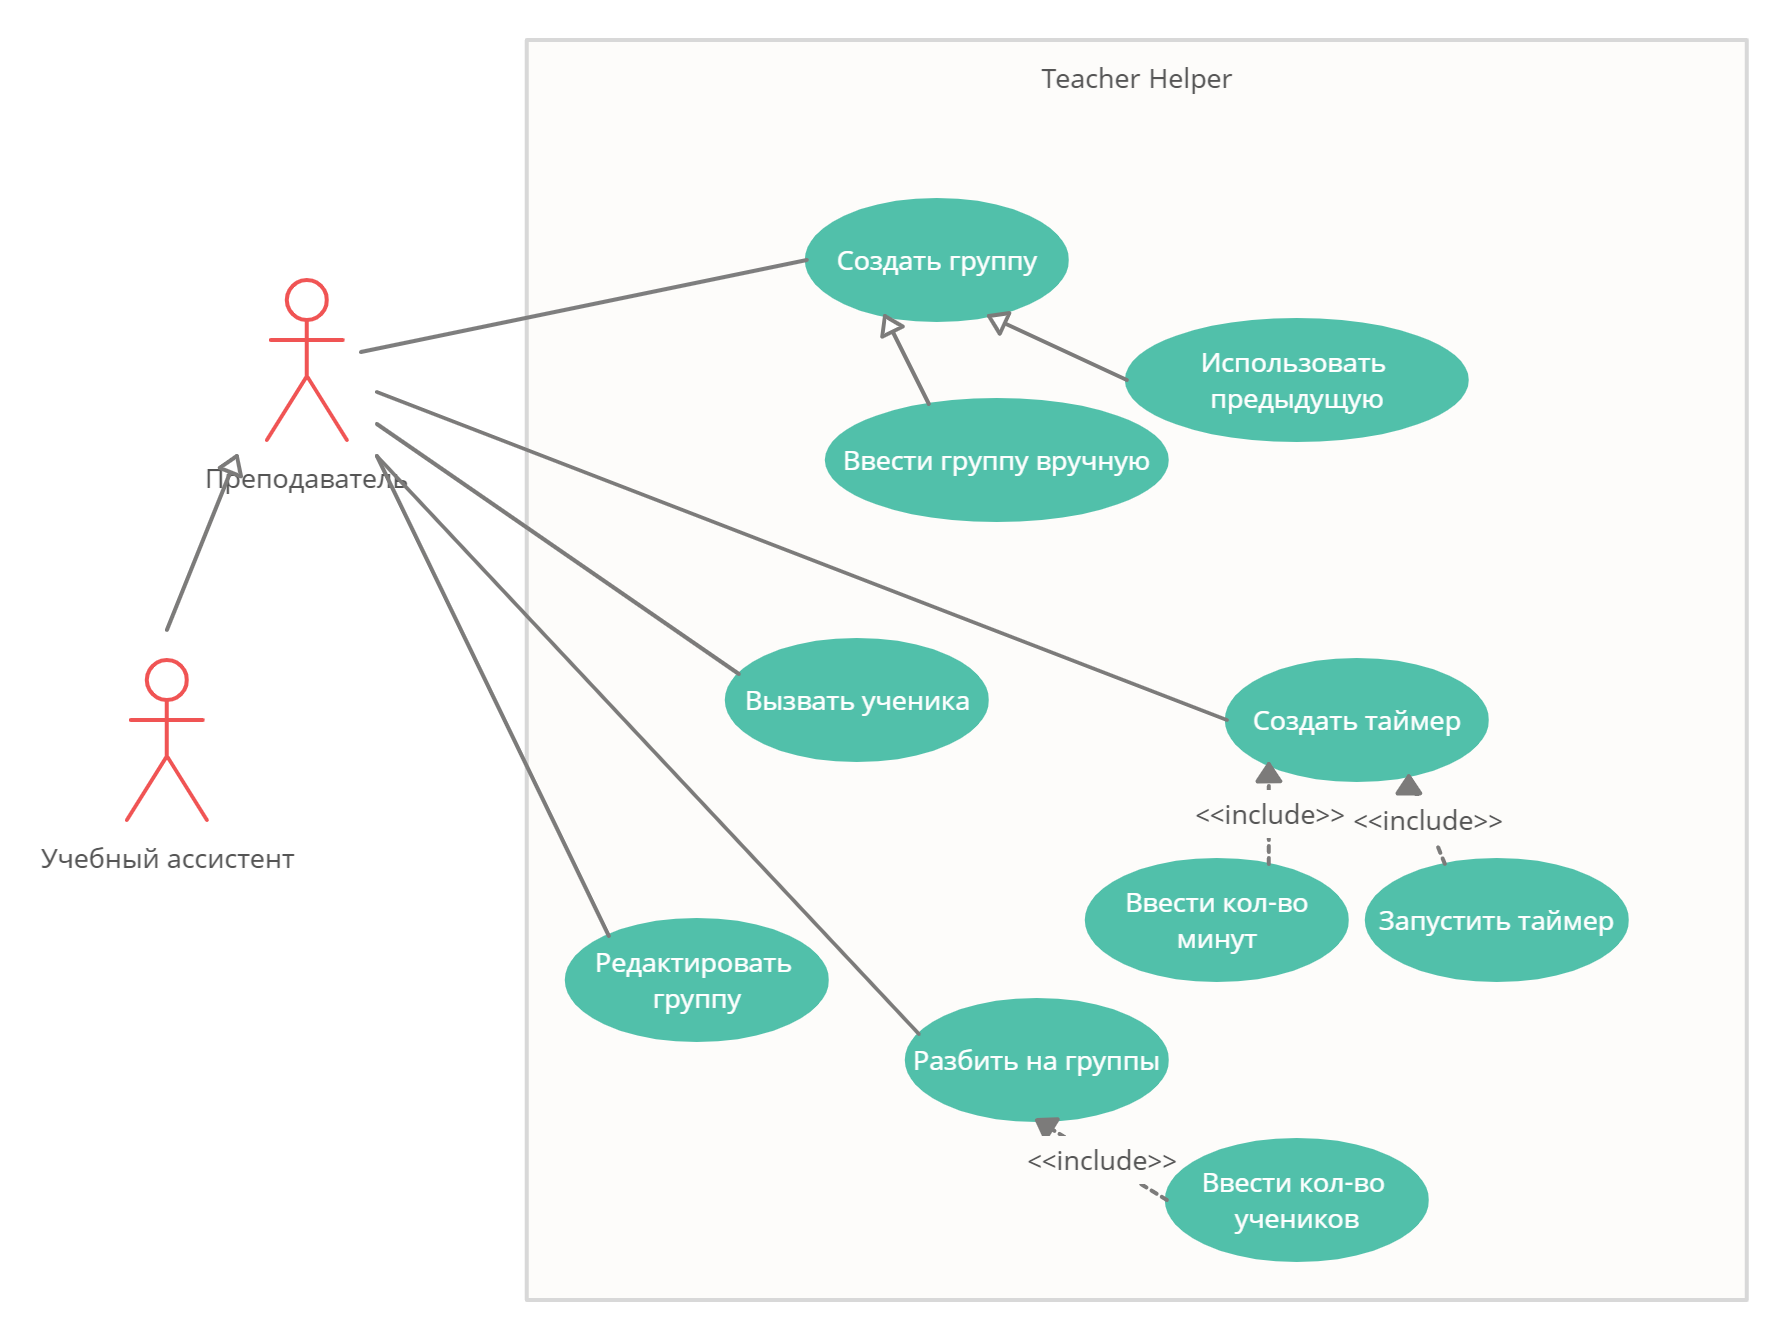 Teacher Helper
Создать группу
Использовать
предыдущую
Ввести группу вручную
Преподаватель
Вызвать ученика
Создать таймер
<<include>>
<<include>>
Учебный ассистент
Ввести кол-во
минут
Запустить таймер
Редактировать
группу
Разбить на группы
<<include>>
Ввести кол-во
учеников